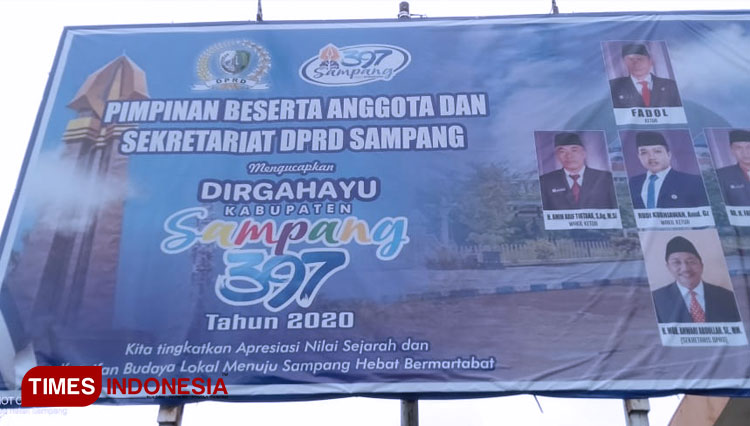 DPRD
397
Sampang
PIMPINAN BESERTA ANGGOTA DAN
SEKRETARIAT DPRD SAMPANG
Mengucapkan
DIRGAHAYU
KABUPATEN
Sampang
397
Tahun 2020
Kita tingkatkan Apresiasi Nilai Sejarah dan
Budaya Lokal Menuju Sampang Hebat Bermartabat
FADOL
KETUA
WAKIL KETUA
WAKIL KETUA
(SEKRETARIS DPRD)
TIMES INDONESIA